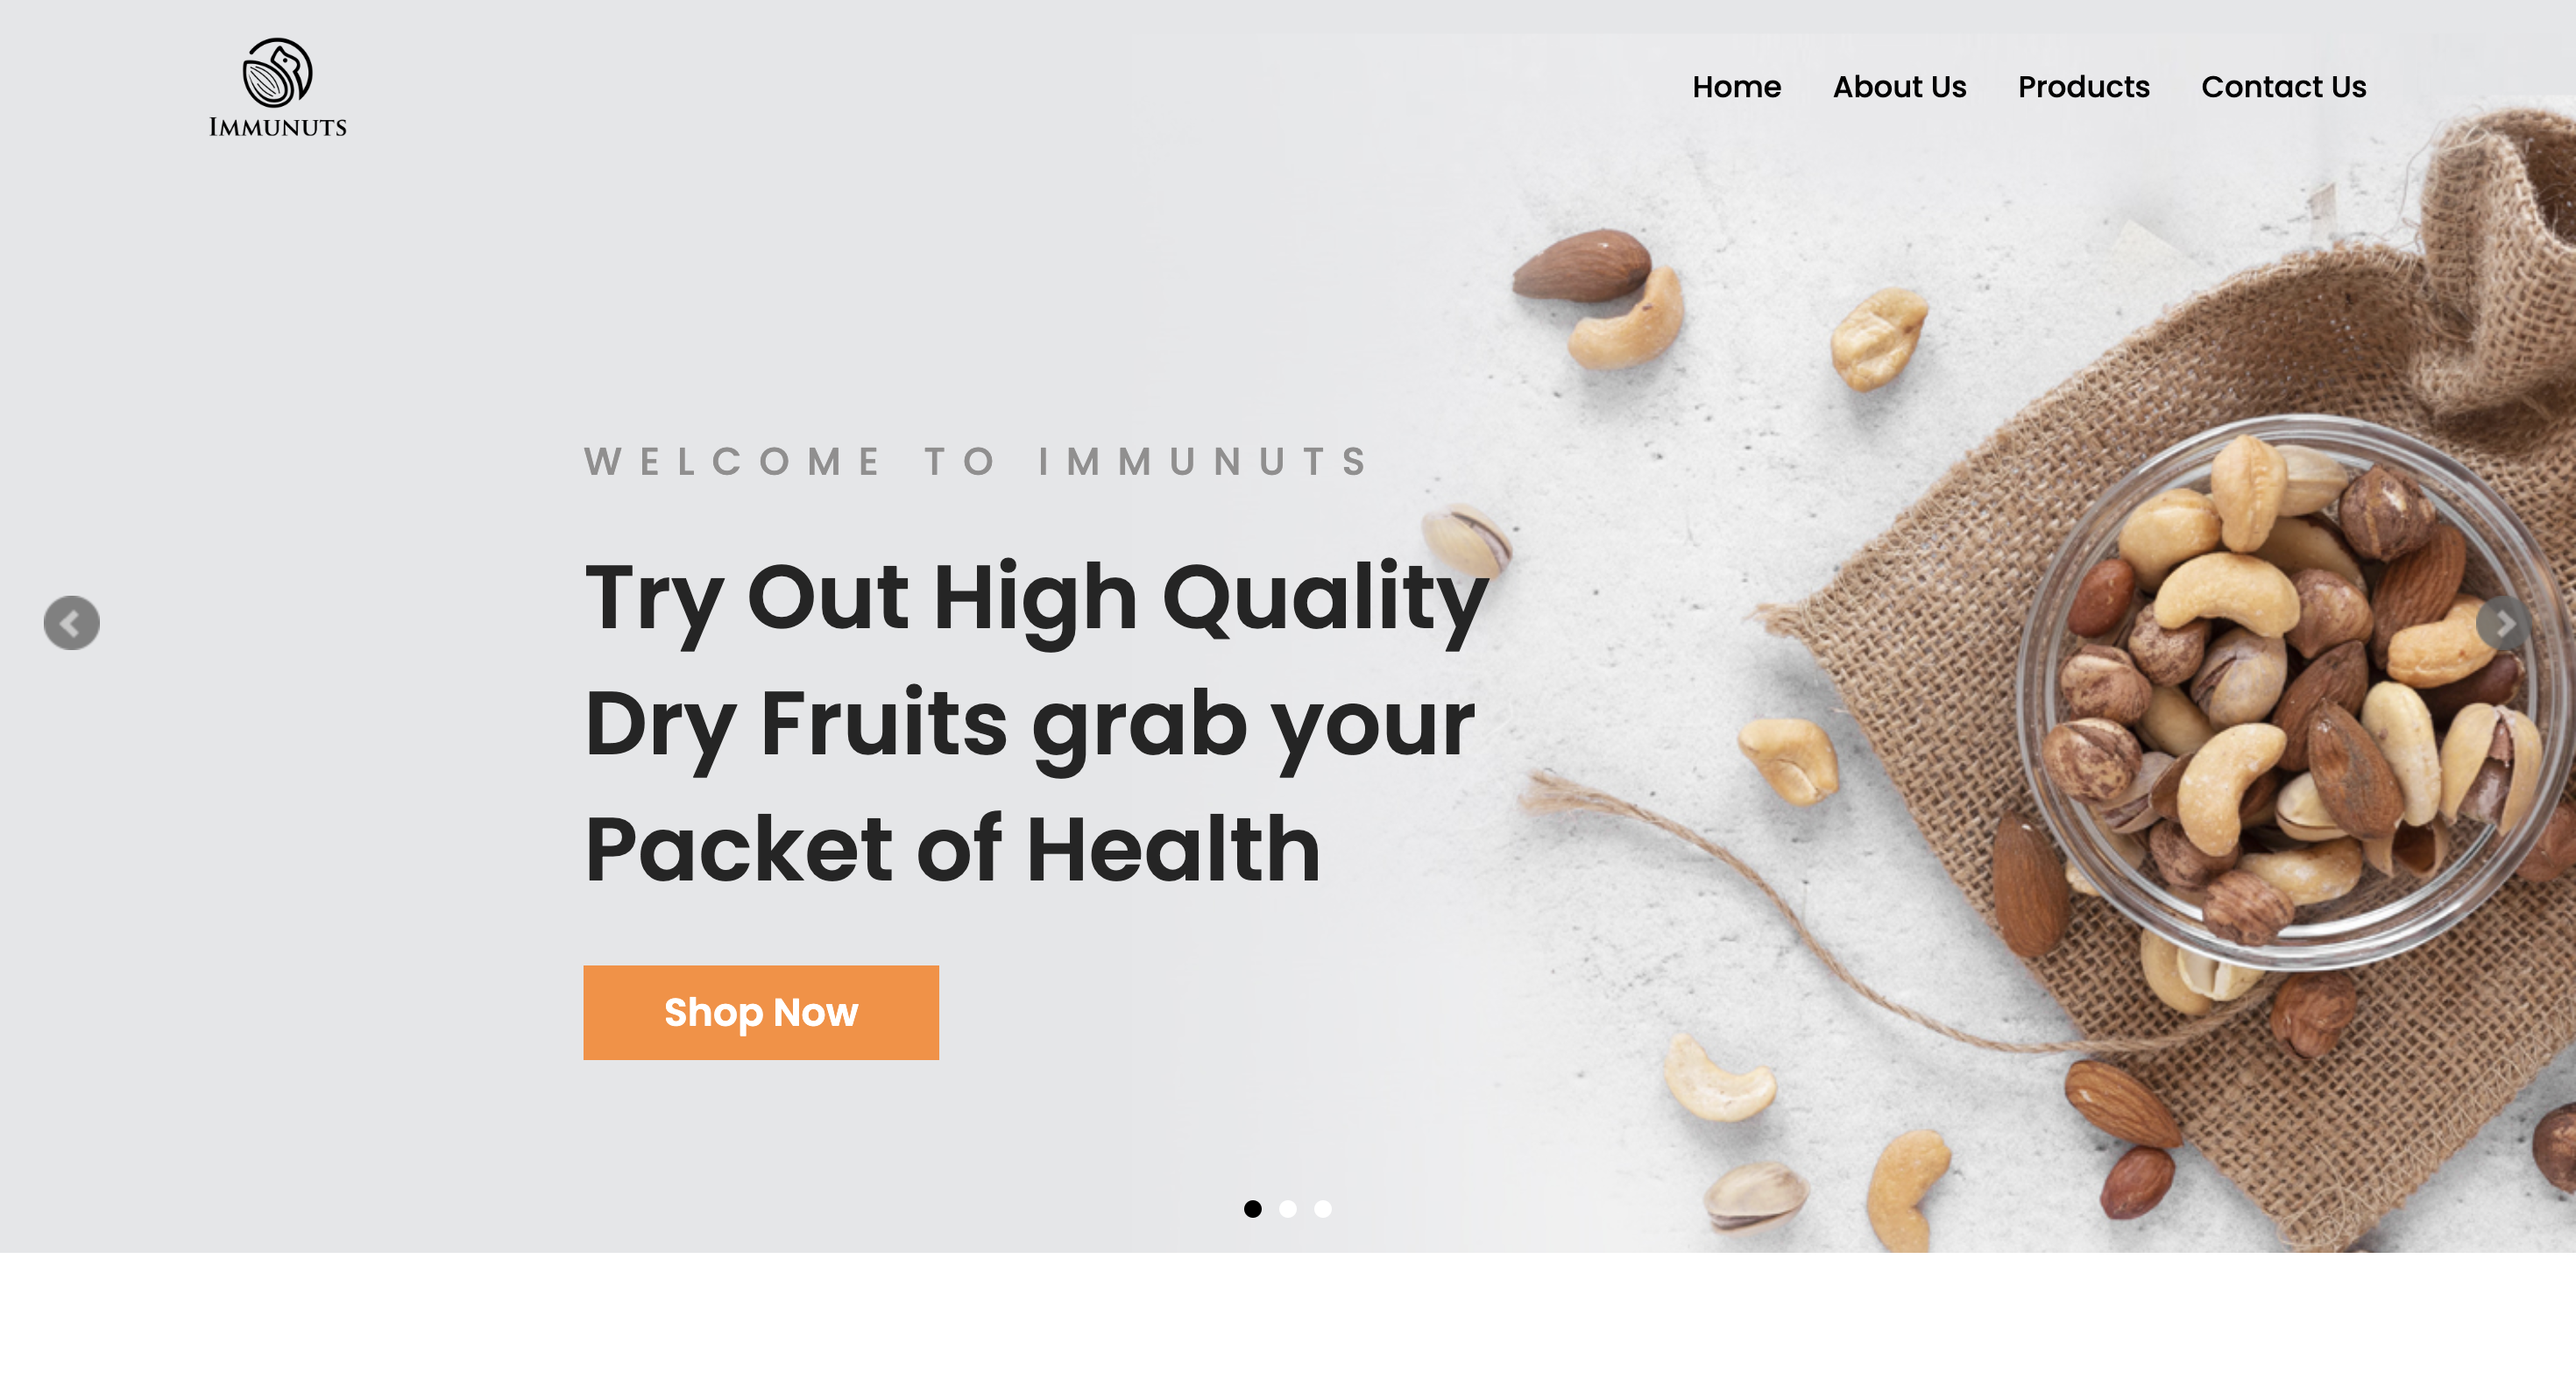 IMMUNUTS
Home About Us Products Contact Us
WELCOME TO IMMUNUTS
Try Out High Quality
Dry Fruits grab your
Packet of Health
Shop Now